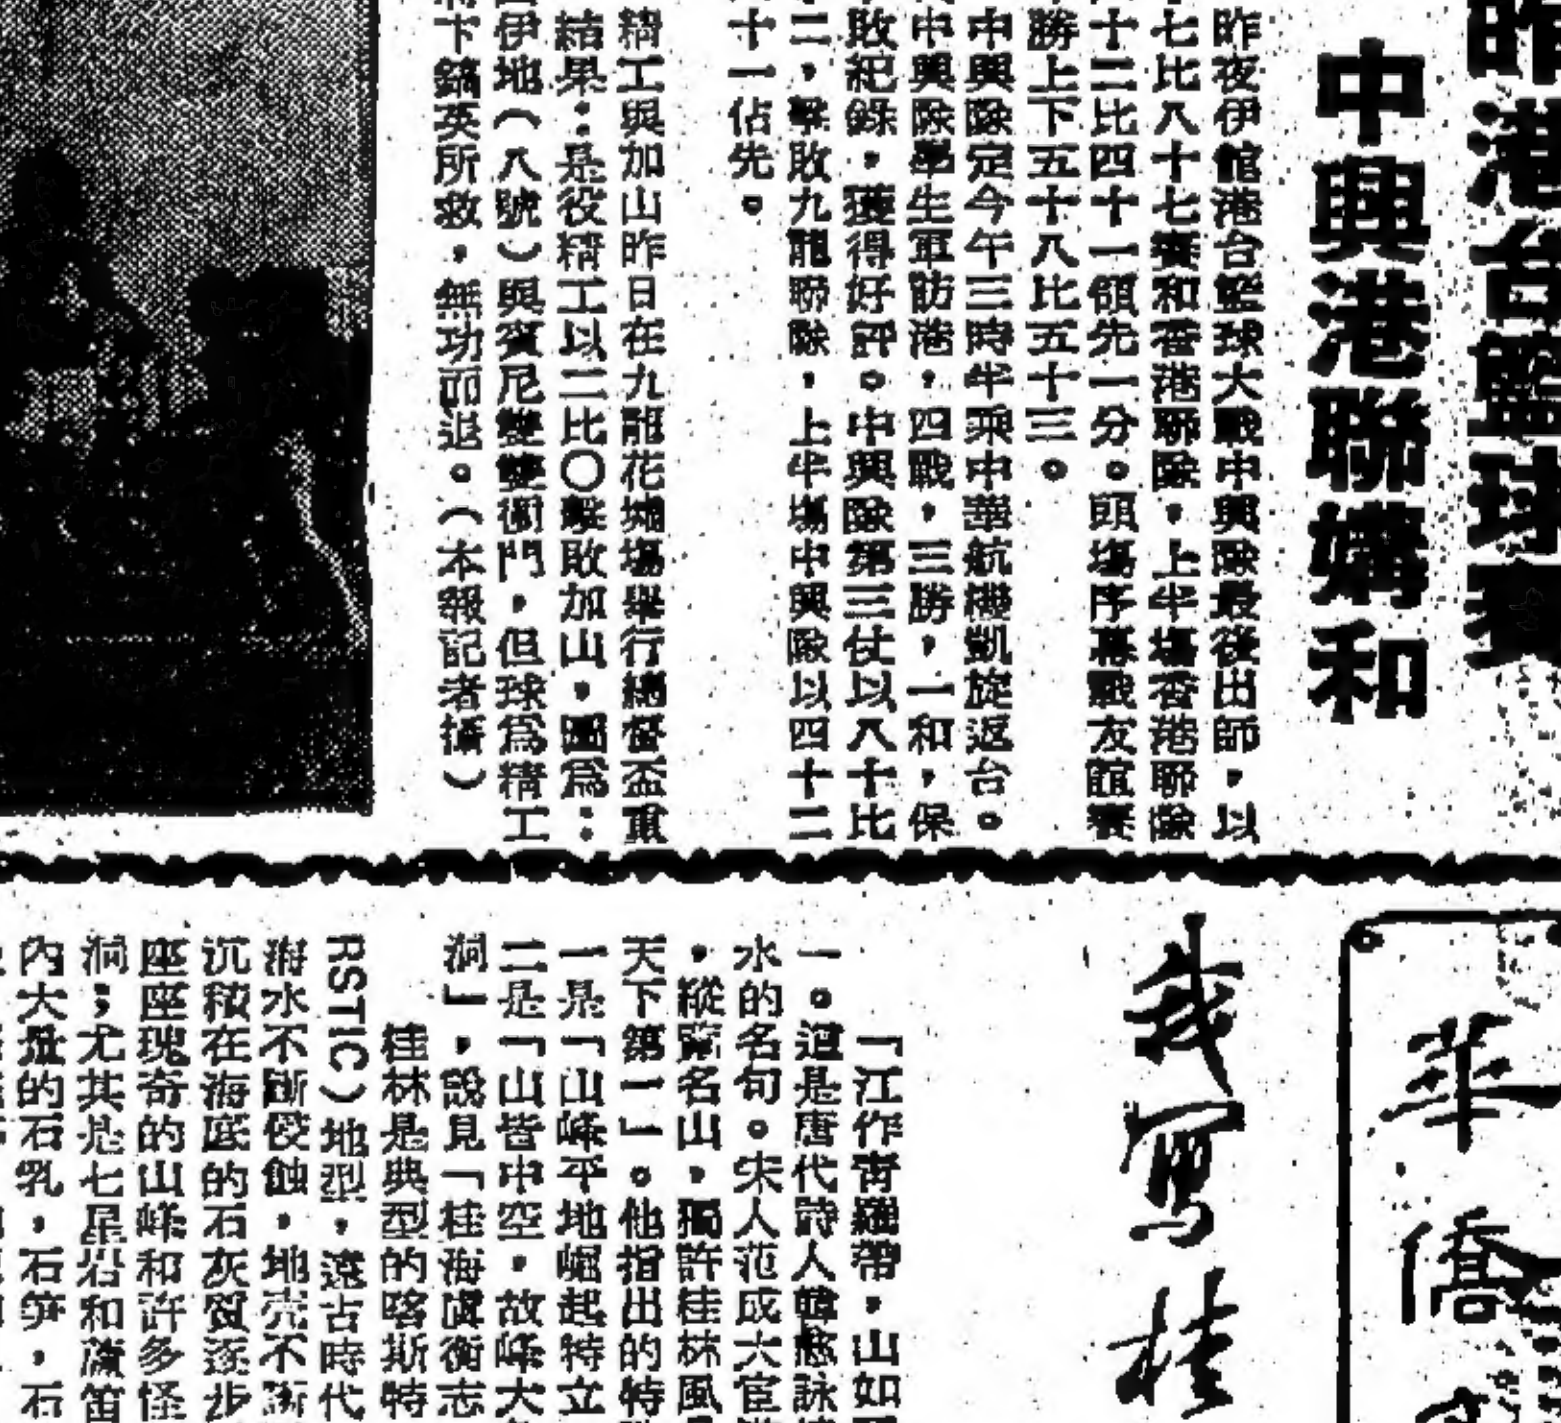 昨港台籃球賽
中興港聯媾和
昨夜伊館港台籃球大戰中興隊最後出師，以
七比八十七賽和香港聯隊，上半場香港聯隊
十二比四十一領先一分。頭場序幕戰友誼賽
勝上下五十八比五十三。
中興隊定今午三時半乘中華航機凱旋返台。
中興隊學生軍訪港，四戰，三勝，一和，保
敗紀錄，獲得好評。中興隊第三仗以八十比
二，擊敗九龍聯隊，上半場中興隊以四十二
十一佔先。
精工與加山昨日在九龍花墟場舉行總督盃重
結果：是役精工以二比〇擊敗加山，圖為：
伊地（八號）與賓尼雙雙衝門，但球為精工
下鎬英所救，無功而退。（本報記者攝）
華僑
我寫桂
「江作青羅帶，山如
一。這是唐代詩人韓愈詠
水的名句。宋人范成大宦
，縱覽名山，獨許桂林風
天下第一」。他指出的特
一是「山峰平地崛起特立
二是「山皆中空，故峰大
洞」，說見「桂海虞衡志
桂林是典型的喀斯特
RSTIC）地型，遠古時代
海水不斷侵蝕，地壳不斷
沉積在海底的石灰質逐步
座座瑰奇的山峰和許多怪
洞；尤其是七星岩和蘆笛
內大批的石乳，石笋，石